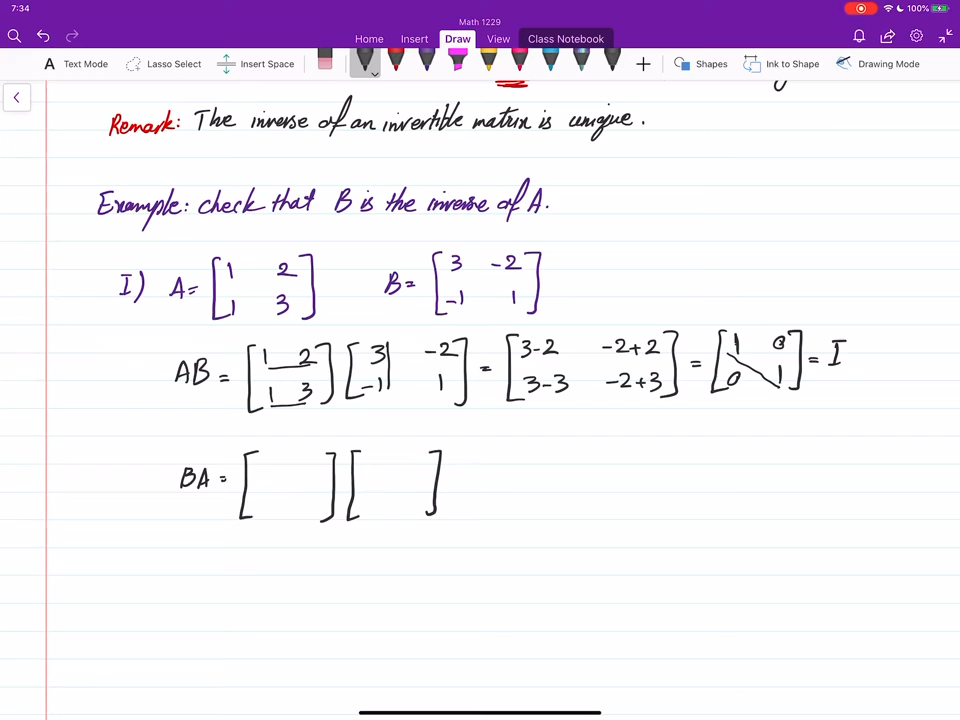 7:34
100%
Math 1229
Home Insert Draw View Class Notebook
A Text Mode Lasso Select Insert Space Shapes Ink to Shape Drawing Mode
Remark: The inverse of an invertible matrix is unique.
Example: check that B is the inverse of A.
I) A= [1 2 B= [3 -2
1 3] -1 1]
AB = [1 2 [3 -2 = [3-2 -2+2 = [1 0 = I
1 3] -1 1] 3-3 -2+3] 0 1]
BA = [ ] [ ]